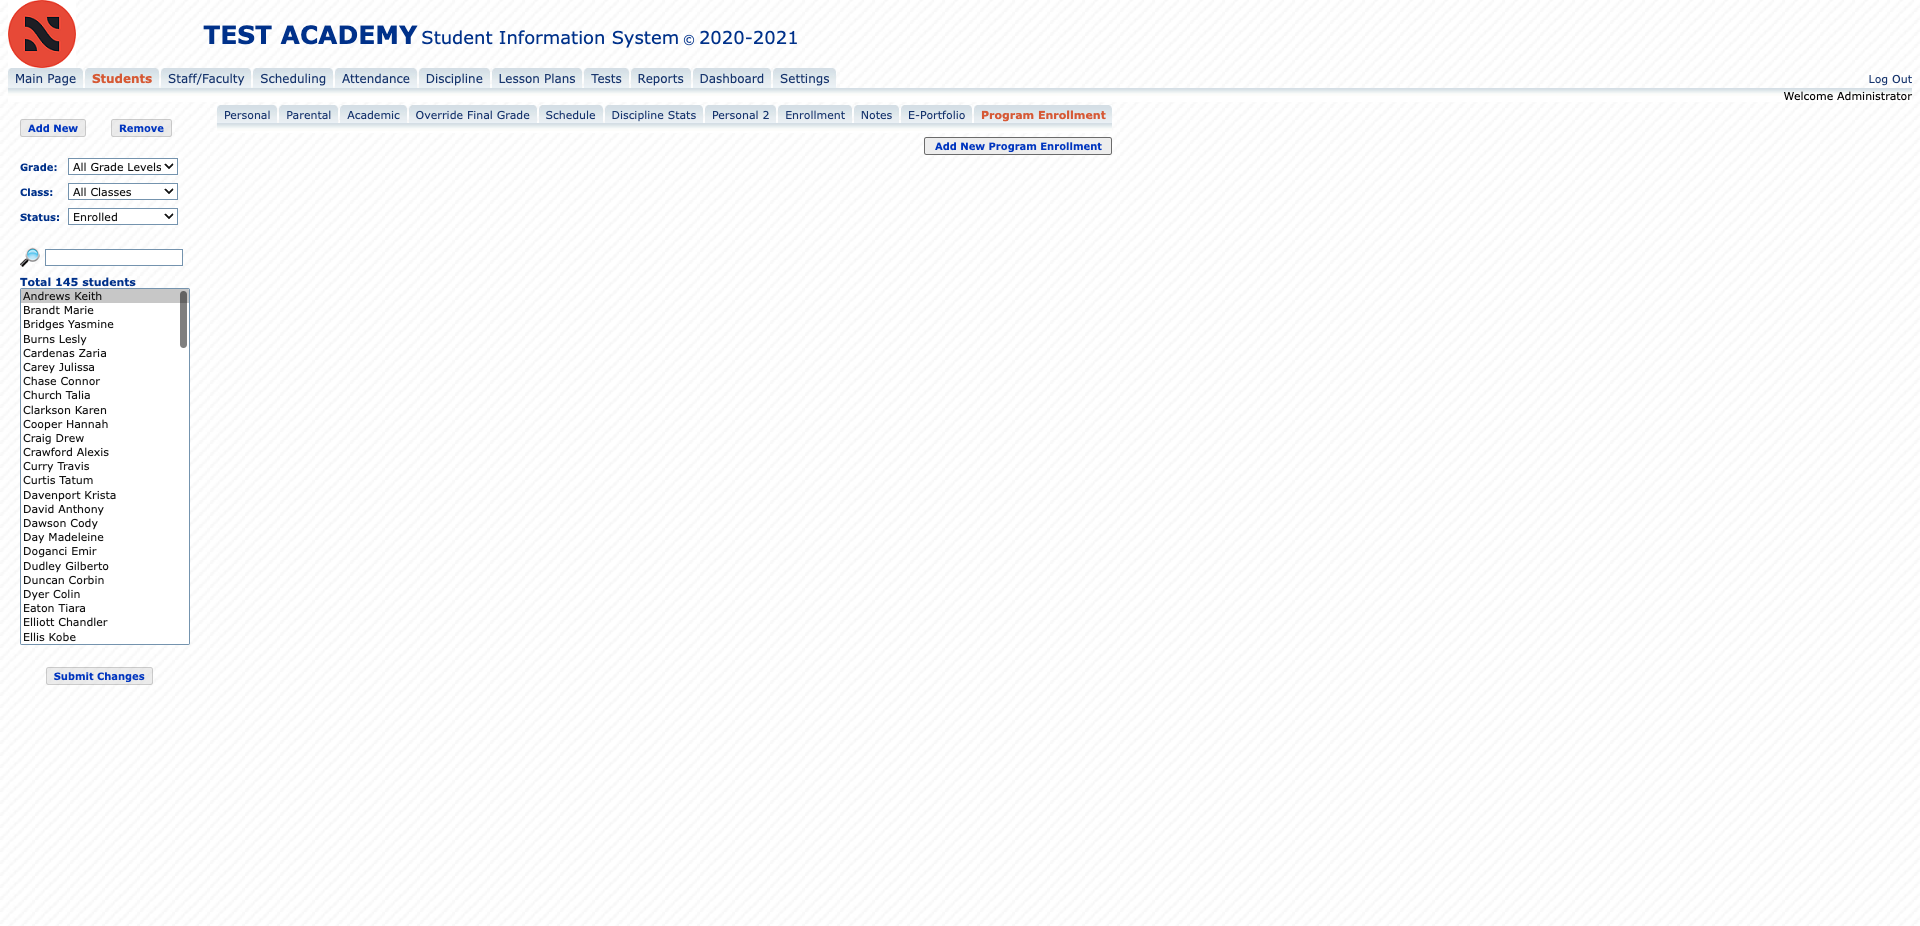 TEST ACADEMY Student Information System © 2020-2021
Main Page Students Staff/Faculty Scheduling Attendance Discipline Lesson Plans Tests Reports Dashboard Settings Log Out
Welcome Administrator
Personal Parental Academic Override Final Grade Schedule Discipline Stats Personal 2 Enrollment Notes E-Portfolio Program Enrollment
Add New Remove
Add New Program Enrollment
Grade: All Grade Levels
Class: All Classes
Status: Enrolled
Total 145 students
Andrews Keith
Brandt Marie
Bridges Yasmine
Burns Lesly
Cardenas Zaria
Carey Julissa
Chase Connor
Church Talia
Clarkson Karen
Cooper Hannah
Craig Drew
Crawford Alexis
Curry Travis
Curtis Tatum
Davenport Krista
David Anthony
Dawson Cody
Day Madeleine
Doganci Emir
Dudley Gilberto
Duncan Corbin
Dyer Colin
Eaton Tiara
Elliott Chandler
Ellis Kobe
Submit Changes